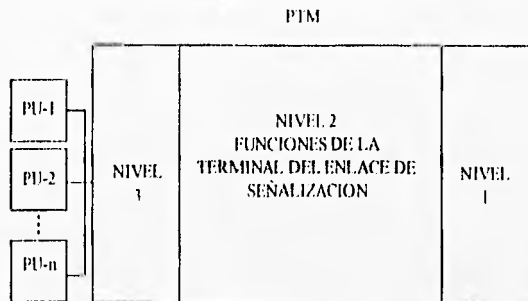 PTM
PU-1
PU-2
PU-n
NIVEL
3
NIVEL 2
FUNCIONES DE LA
TERMINAL DEL ENLACE DE
SEÑALIZACION
NIVEL
1